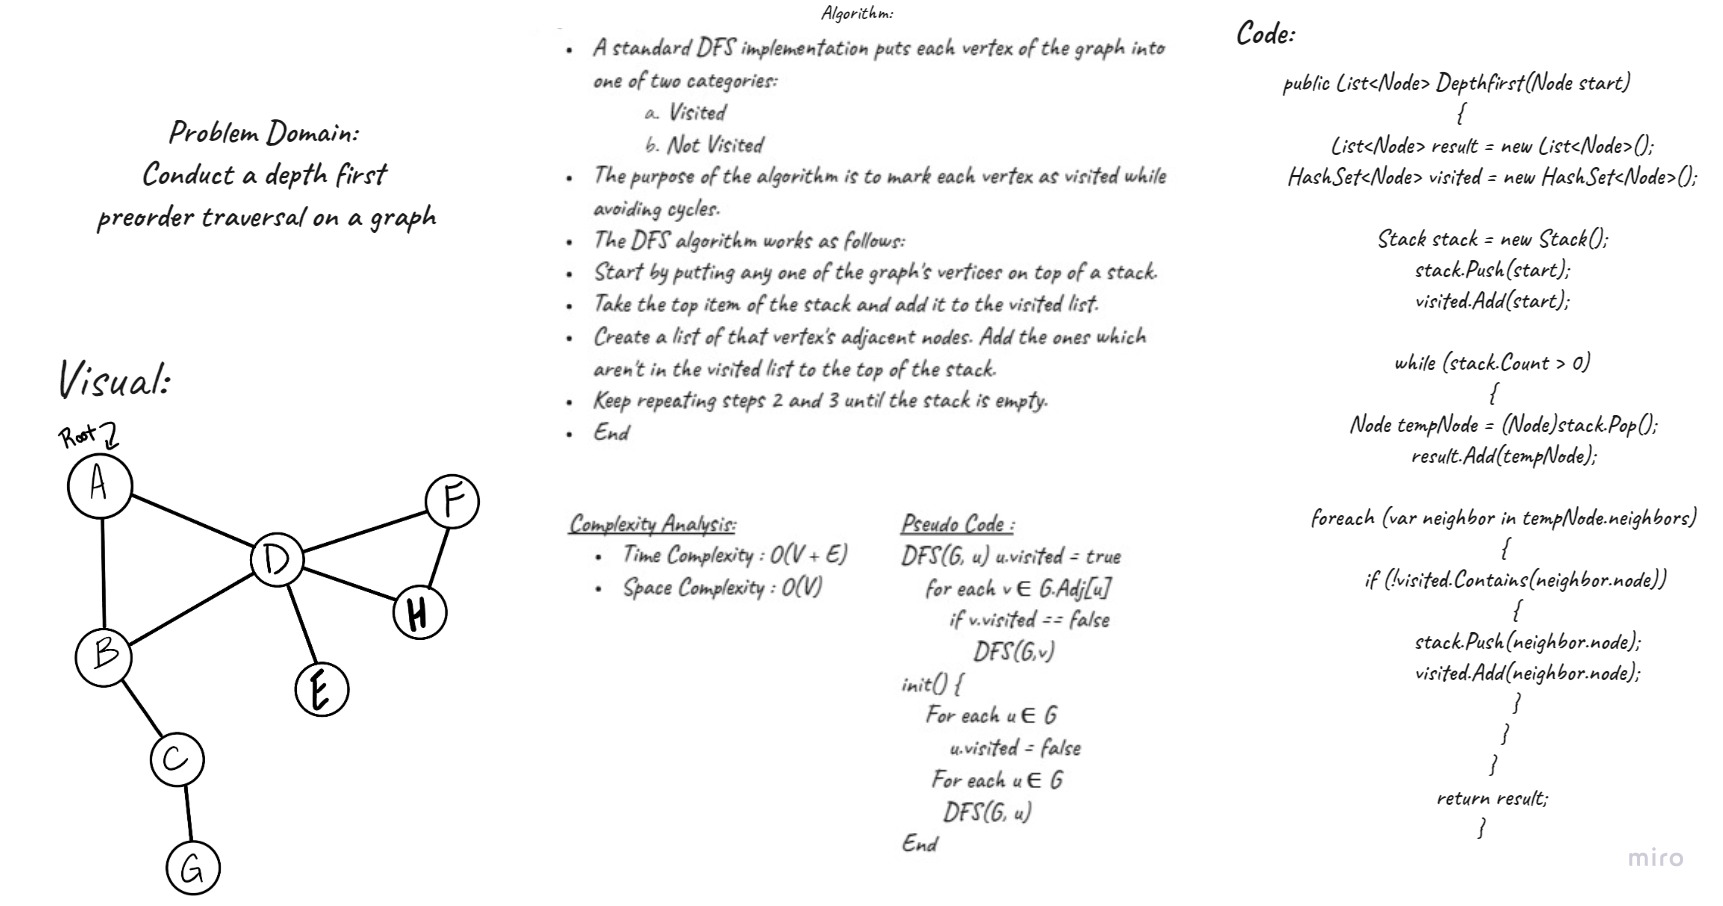 Problem Domain:
Conduct a depth first
preorder traversal on a graph
Visual:
Root
A
B
C
G
D
E
F
H
Algorithm:
• A standard DFS implementation puts each vertex of the graph into
one of two categories:
a. Visited
b. Not Visited
• The purpose of the algorithm is to mark each vertex as visited while
avoiding cycles.
• The DFS algorithm works as follows:
• Start by putting any one of the graph's vertices on top of a stack.
• Take the top item of the stack and add it to the visited list.
• Create a list of that vertex's adjacent nodes. Add the ones which
aren't in the visited list to the top of the stack.
• Keep repeating steps 2 and 3 until the stack is empty.
• End
Complexity Analysis:
• Time Complexity : O(V + E)
• Space Complexity : O(V)
Pseudo Code :
DFS(G, u) u.visited = true
for each v ∈ G.Adj[u]
if v.visited == false
DFS(G,v)
init() {
For each u ∈ G
u.visited = false
For each u ∈ G
DFS(G, u)
End
Code:
public List<Node> Depthfirst(Node start)
{
List<Node> result = new List<Node>();
HashSet<Node> visited = new HashSet<Node>();
Stack stack = new Stack();
stack.Push(start);
visited.Add(start);
while (stack.Count > 0)
{
Node tempNode = (Node)stack.Pop();
result.Add(tempNode);
foreach (var neighbor in tempNode.neighbors)
{
if (!visited.Contains(neighbor.node))
{
stack.Push(neighbor.node);
visited.Add(neighbor.node);
}
}
}
return result;
}
miro